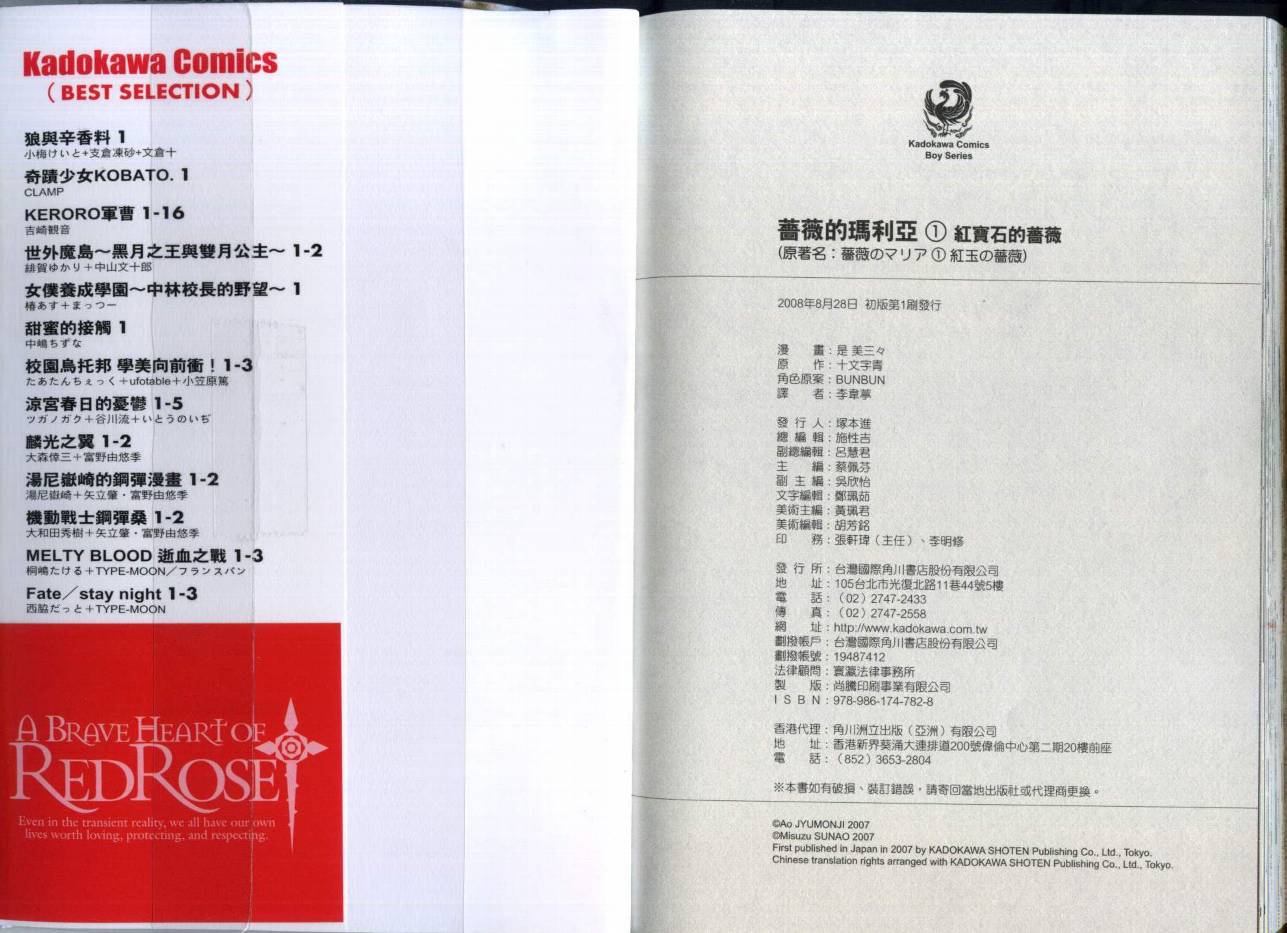 Kadokawa Comics
( BEST SELECTION )
狼與辛香料 1
小梅けいと+支倉凍砂+文倉十
奇蹟少女KOBATO. 1
CLAMP
KERORO軍曹 1-16
吉崎観音
世外魔島～黑月之王與雙月公主～ 1-2
緋賀ゆかり＋中山文十郎
女僕養成學園～中林校長的野望～ 1
椿あす＋まっつー
甜蜜的接觸 1
中嶋ちずな
校園烏托邦 學美向前衝！1-3
たあたんちぇっく＋ufotable＋小笠原篤
涼宮春日的憂鬱 1-5
ツガノガク＋谷川流＋いとうのいぢ
麟光之翼 1-2
大森倖三＋富野由悠季
湯尼嶽崎的鋼彈漫畫 1-2
湯尼嶽崎＋矢立肇・富野由悠季
機動戰士鋼彈桑 1-2
大和田秀樹＋矢立肇・富野由悠季
MELTY BLOOD 逝血之戰 1-3
桐嶋たける＋TYPE-MOON／フランスパン
Fate／stay night 1-3
西脇だっと＋TYPE-MOON
A BRAVE HEART OF
REDROSE
Even in the transient reality, we all have our own
lives worth loving, protecting, and respecting.
Kadokawa Comics
Boy Series
薔薇的瑪利亞 ① 紅寶石的薔薇
(原著名：薔薇のマリア ① 紅玉の薔薇)
2008年8月28日 初版第1刷發行
漫　　畫：是 美三々
原　　作：十文字青
角色原案：BUNBUN
譯　　者：李韋葶
發 行 人：塚本進
總 編 輯：施性吉
副總編輯：呂慧君
主　　編：蔡佩芬
副 主 編：吳欣怡
文字編輯：鄭珮茹
美術主編：黃珮君
美術編輯：胡芳銘
印　　務：張軒瑋（主任）、李明修
發 行 所：台灣國際角川書店股份有限公司
地　　址：105台北市光復北路11巷44號5樓
電　　話：（02）2747-2433
傳　　真：（02）2747-2558
網　　址：http://www.kadokawa.com.tw
劃撥帳戶：台灣國際角川書店股份有限公司
劃撥帳號：19487412
法律顧問：寰瀛法律事務所
製　　版：尚騰印刷事業有限公司
I S B N：978-986-174-782-8
香港代理：角川洲立出版（亞洲）有限公司
地　　址：香港新界葵涌大連排道200號偉倫中心第二期20樓前座
電　　話：（852）3653-2804
※本書如有破損、裝訂錯誤，請寄回當地出版社或代理商更換。
©Ao JYUMONJI 2007
©Misuzu SUNAO 2007
First published in Japan in 2007 by KADOKAWA SHOTEN Publishing Co., Ltd., Tokyo.
Chinese translation rights arranged with KADOKAWA SHOTEN Publishing Co., Ltd., Tokyo.